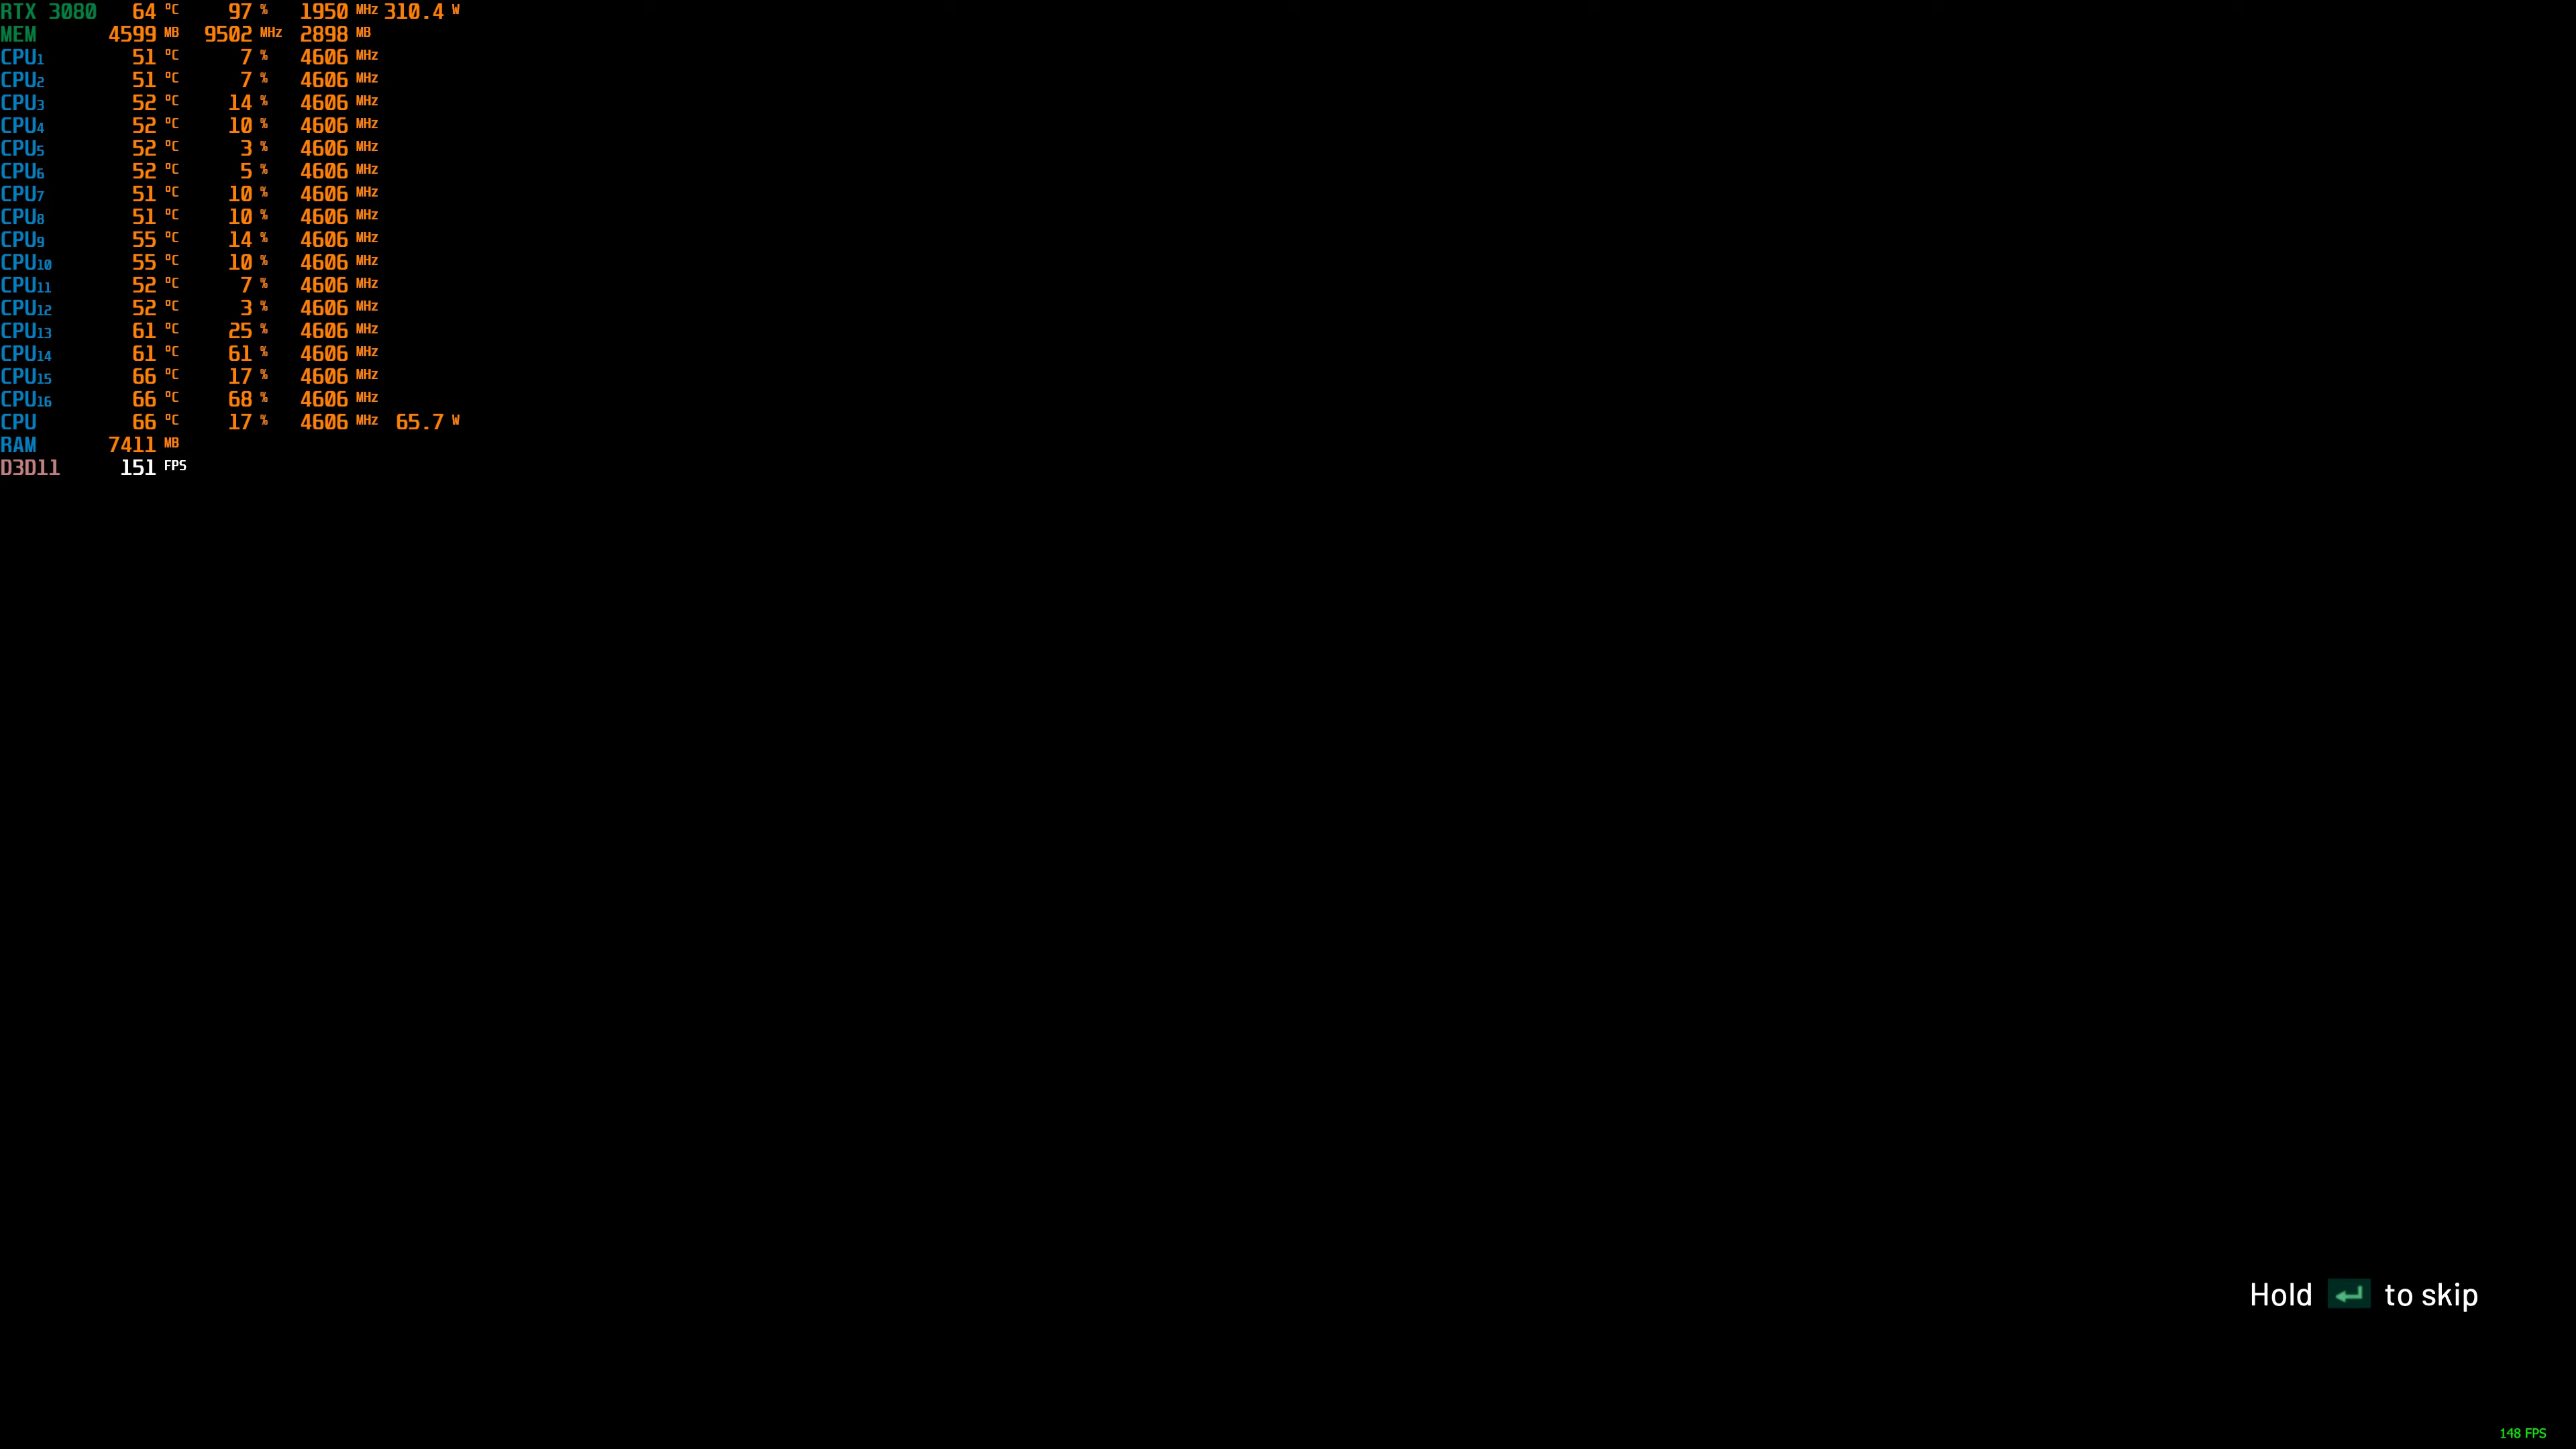 RTX 3080 64 °C 97 % 1950 MHz 310.4 W
MEM 4599 MB 9502 MHz 2898 MB
CPU1 51 °C 7 % 4606 MHz
CPU2 51 °C 7 % 4606 MHz
CPU3 52 °C 14 % 4606 MHz
CPU4 52 °C 10 % 4606 MHz
CPU5 52 °C 3 % 4606 MHz
CPU6 52 °C 5 % 4606 MHz
CPU7 51 °C 10 % 4606 MHz
CPU8 51 °C 10 % 4606 MHz
CPU9 55 °C 14 % 4606 MHz
CPU10 55 °C 10 % 4606 MHz
CPU11 52 °C 7 % 4606 MHz
CPU12 52 °C 3 % 4606 MHz
CPU13 61 °C 25 % 4606 MHz
CPU14 61 °C 61 % 4606 MHz
CPU15 66 °C 17 % 4606 MHz
CPU16 66 °C 68 % 4606 MHz
CPU 66 °C 17 % 4606 MHz 65.7 W
RAM 7411 MB
D3D11 151 FPS
Hold ↵ to skip
148 FPS